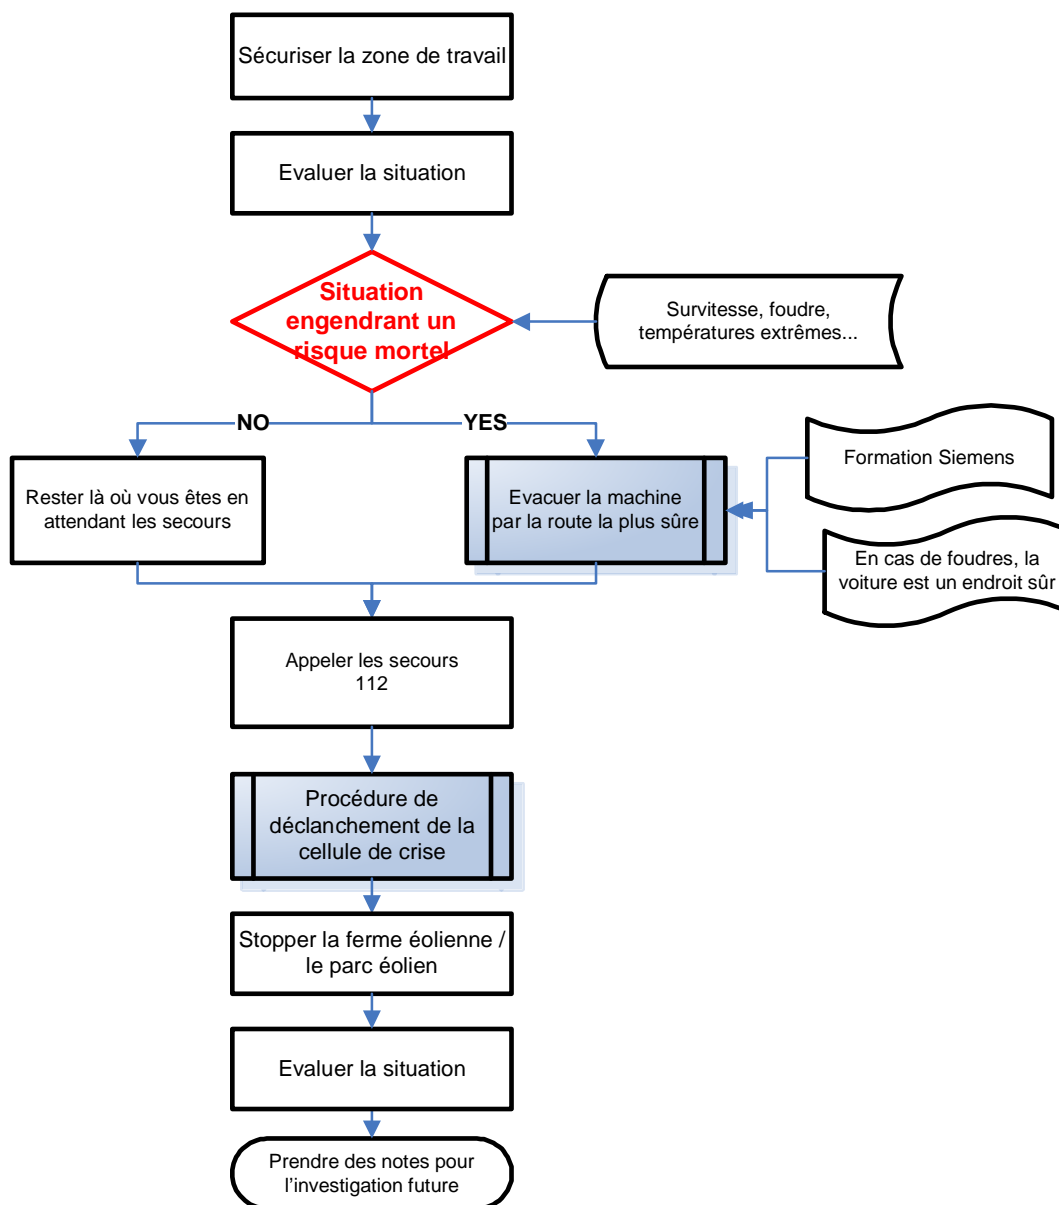 Sécuriser la zone de travail
Evaluer la situation
Situation
engendrant un
risque mortel
Survitesse, foudre,
températures extrêmes...
NO
YES
Rester là où vous êtes en
attendant les secours
Evacuer la machine
par la route la plus sûre
Formation Siemens
En cas de foudres, la
voiture est un endroit sûr
Appeler les secours
112
Procédure de
déclanchement de la
cellule de crise
Stopper la ferme éolienne /
le parc éolien
Evaluer la situation
Prendre des notes pour
l’investigation future